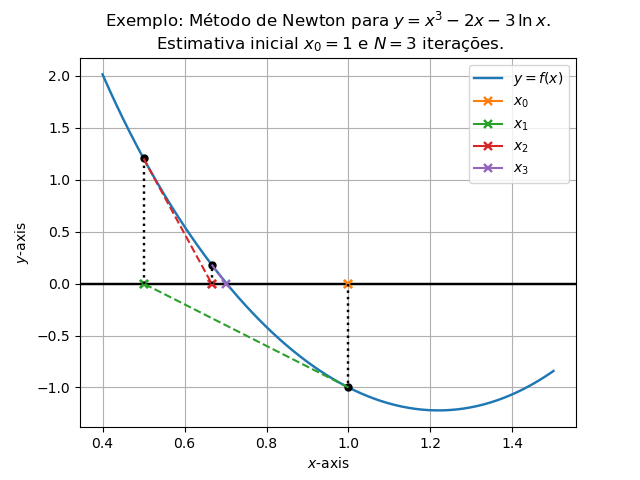 Exemplo: Método de Newton para $y = x^3 - 2x - 3\ln x$.
Estimativa inicial $x_0 = 1$ e $N = 3$ iterações.
y = f(x)
x₀
x₁
x₂
x₃
2.0
1.5
1.0
0.5
0.0
−0.5
−1.0
y-axis
0.4
0.6
0.8
1.0
1.2
1.4
x-axis